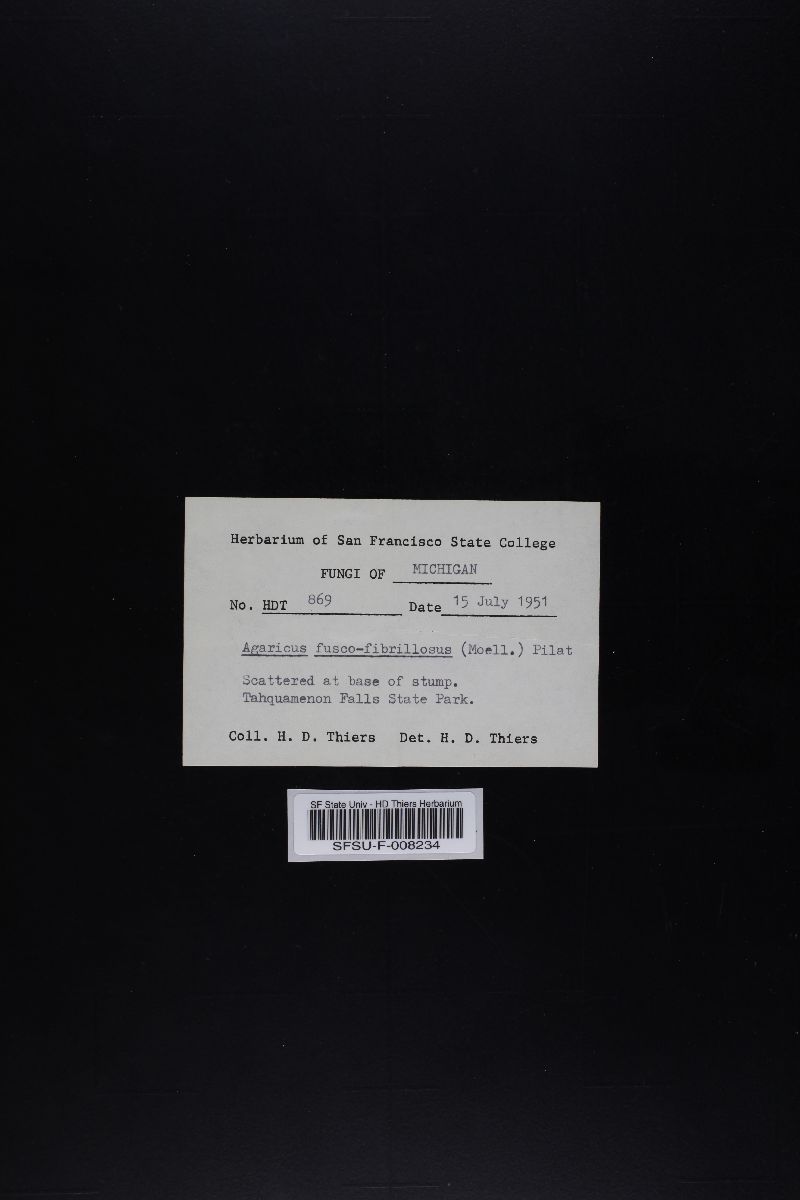 Herbarium of San Francisco State College
FUNGI OF MICHIGAN
No. HDT 869 Date 15 July 1951
Agaricus fusco-fibrillosus (Moell.) Pilat
Scattered at base of stump.
Tahquamenon Falls State Park.
Coll. H. D. Thiers Det. H. D. Thiers
SF State Univ - HD Thiers Herbarium
SFSU-F-008234